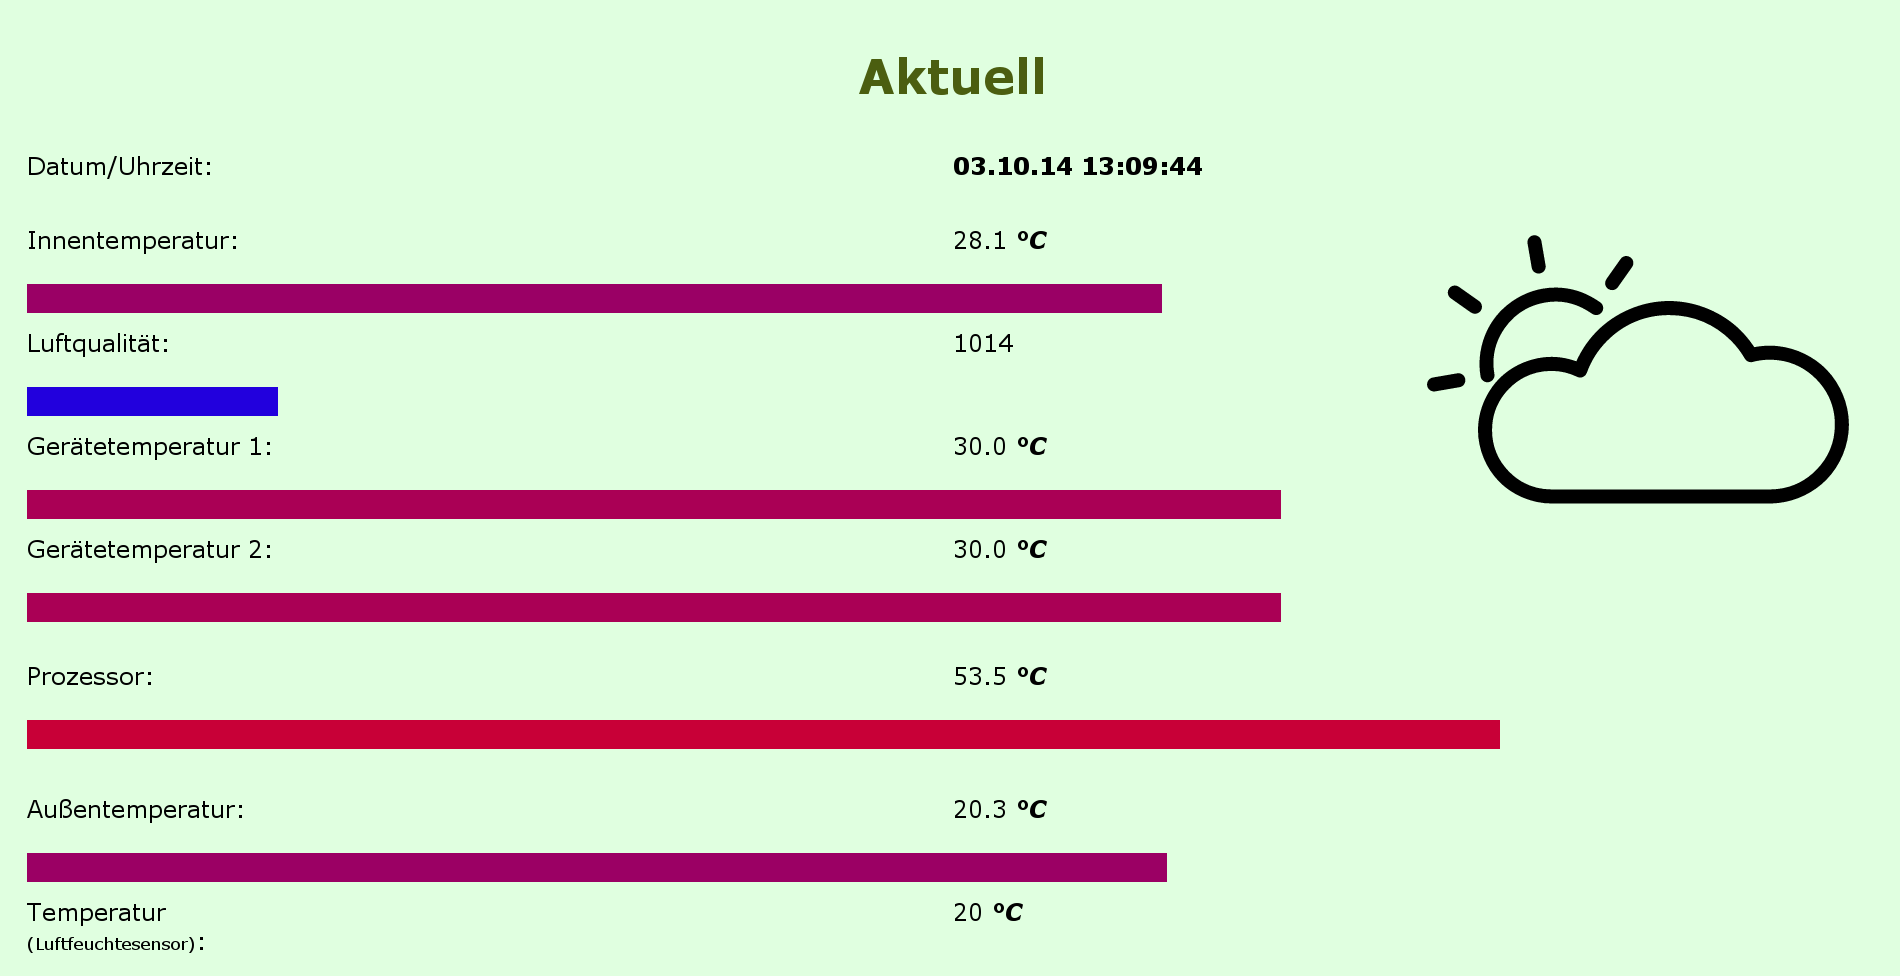 Aktuell
Datum/Uhrzeit: 03.10.14 13:09:44
Innentemperatur: 28.1 °C
Luftqualität: 1014
Gerätetemperatur 1: 30.0 °C
Gerätetemperatur 2: 30.0 °C
Prozessor: 53.5 °C
Außentemperatur: 20.3 °C
Temperatur 20 °C
(Luftfeuchtesensor):